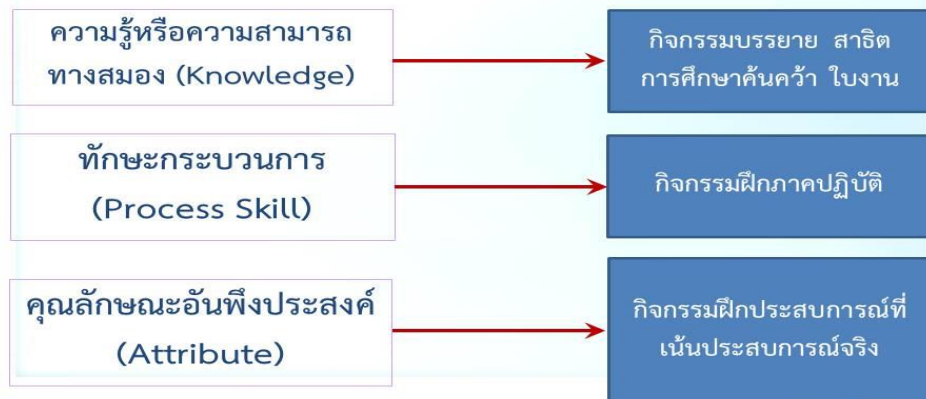 ความรู้หรือความสามารถ
ทางสมอง (Knowledge)
กิจกรรมบรรยาย สาธิต
การศึกษาค้นคว้า ใบงาน
ทักษะกระบวนการ
(Process Skill)
กิจกรรมฝึกภาคปฏิบัติ
คุณลักษณะอันพึงประสงค์
(Attribute)
กิจกรรมฝึกประสบการณ์ที่
เน้นประสบการณ์จริง